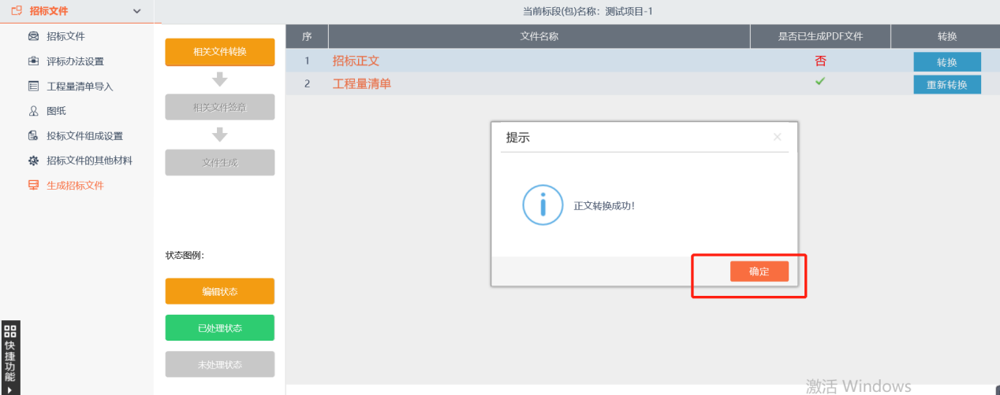 招标文件
招标文件
评标办法设置
工程量清单导入
图纸
投标文件组成设置
招标文件的其他材料
生成招标文件
快捷功能
相关文件转换
相关文件签章
文件生成
状态图例:
编辑状态
已处理状态
未处理状态
当前标段(包)名称: 测试项目-1
序 文件名称 是否已生成PDF文件 转换
1 招标正文 否 转换
2 工程量清单 重新转换
提示
正文转换成功!
确定
激活 Windows